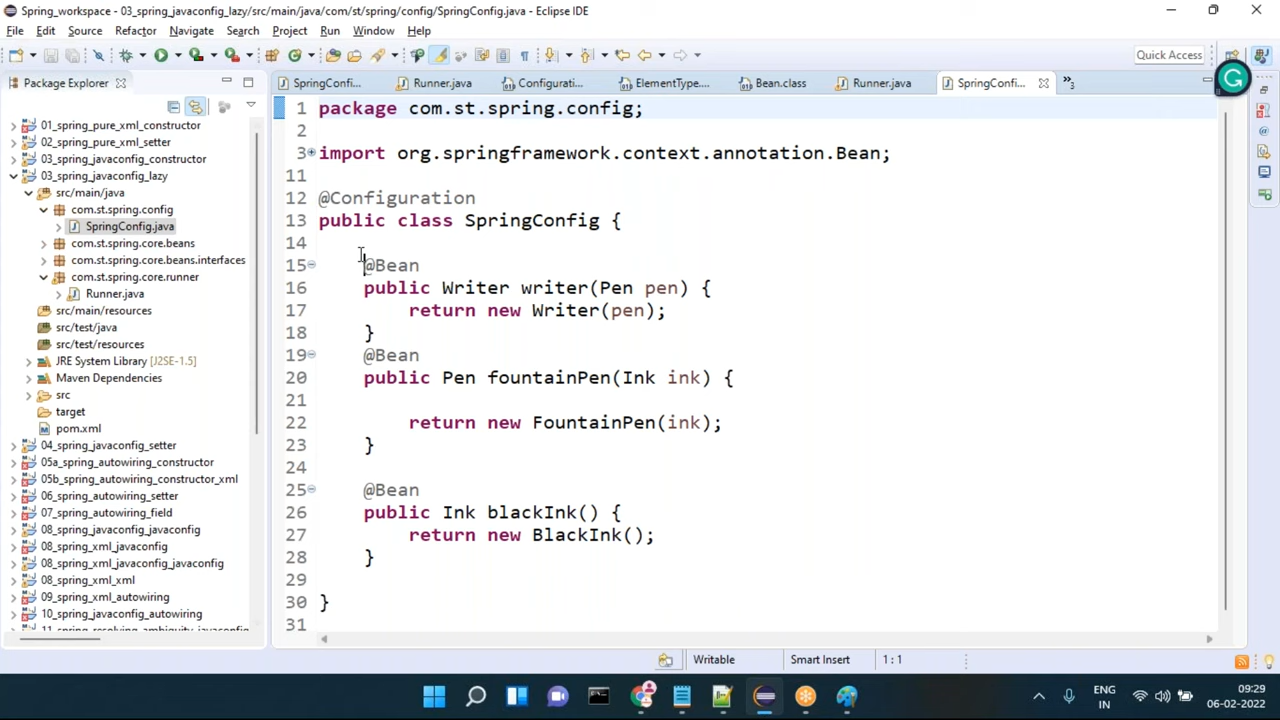 Spring_workspace - 03_spring_javaconfig_lazy/src/main/java/com/st/spring/config/SpringConfig.java - Eclipse IDE
File Edit Source Refactor Navigate Search Project Run Window Help
Quick Access
Package Explorer
SpringConfi... Runner.java Configurati... ElementType.... Bean.class Runner.java SpringConfi... »3
01_spring_pure_xml_constructor
02_spring_pure_xml_setter
03_spring_javaconfig_constructor
03_spring_javaconfig_lazy
src/main/java
com.st.spring.config
SpringConfig.java
com.st.spring.core.beans
com.st.spring.core.beans.interfaces
com.st.spring.core.runner
Runner.java
src/main/resources
src/test/java
src/test/resources
JRE System Library [J2SE-1.5]
Maven Dependencies
src
target
pom.xml
04_spring_javaconfig_setter
05a_spring_autowiring_constructor
05b_spring_autowiring_constructor_xml
06_spring_autowiring_setter
07_spring_autowiring_field
08_spring_javaconfig_javaconfig
08_spring_xml_javaconfig
08_spring_xml_javaconfig_javaconfig
08_spring_xml_xml
09_spring_xml_autowiring
10_spring_javaconfig_autowiring
11_spring_resolving_ambiguity_javaconfig
1 package com.st.spring.config;
2
3 import org.springframework.context.annotation.Bean;
11
12 @Configuration
13 public class SpringConfig {
14
15 @Bean
16 public Writer writer(Pen pen) {
17 return new Writer(pen);
18 }
19 @Bean
20 public Pen fountainPen(Ink ink) {
21
22 return new FountainPen(ink);
23 }
24
25 @Bean
26 public Ink blackInk() {
27 return new BlackInk();
28 }
29
30 }
31
Writable Smart Insert 1 : 1
ENG
IN
09:29
06-02-2022